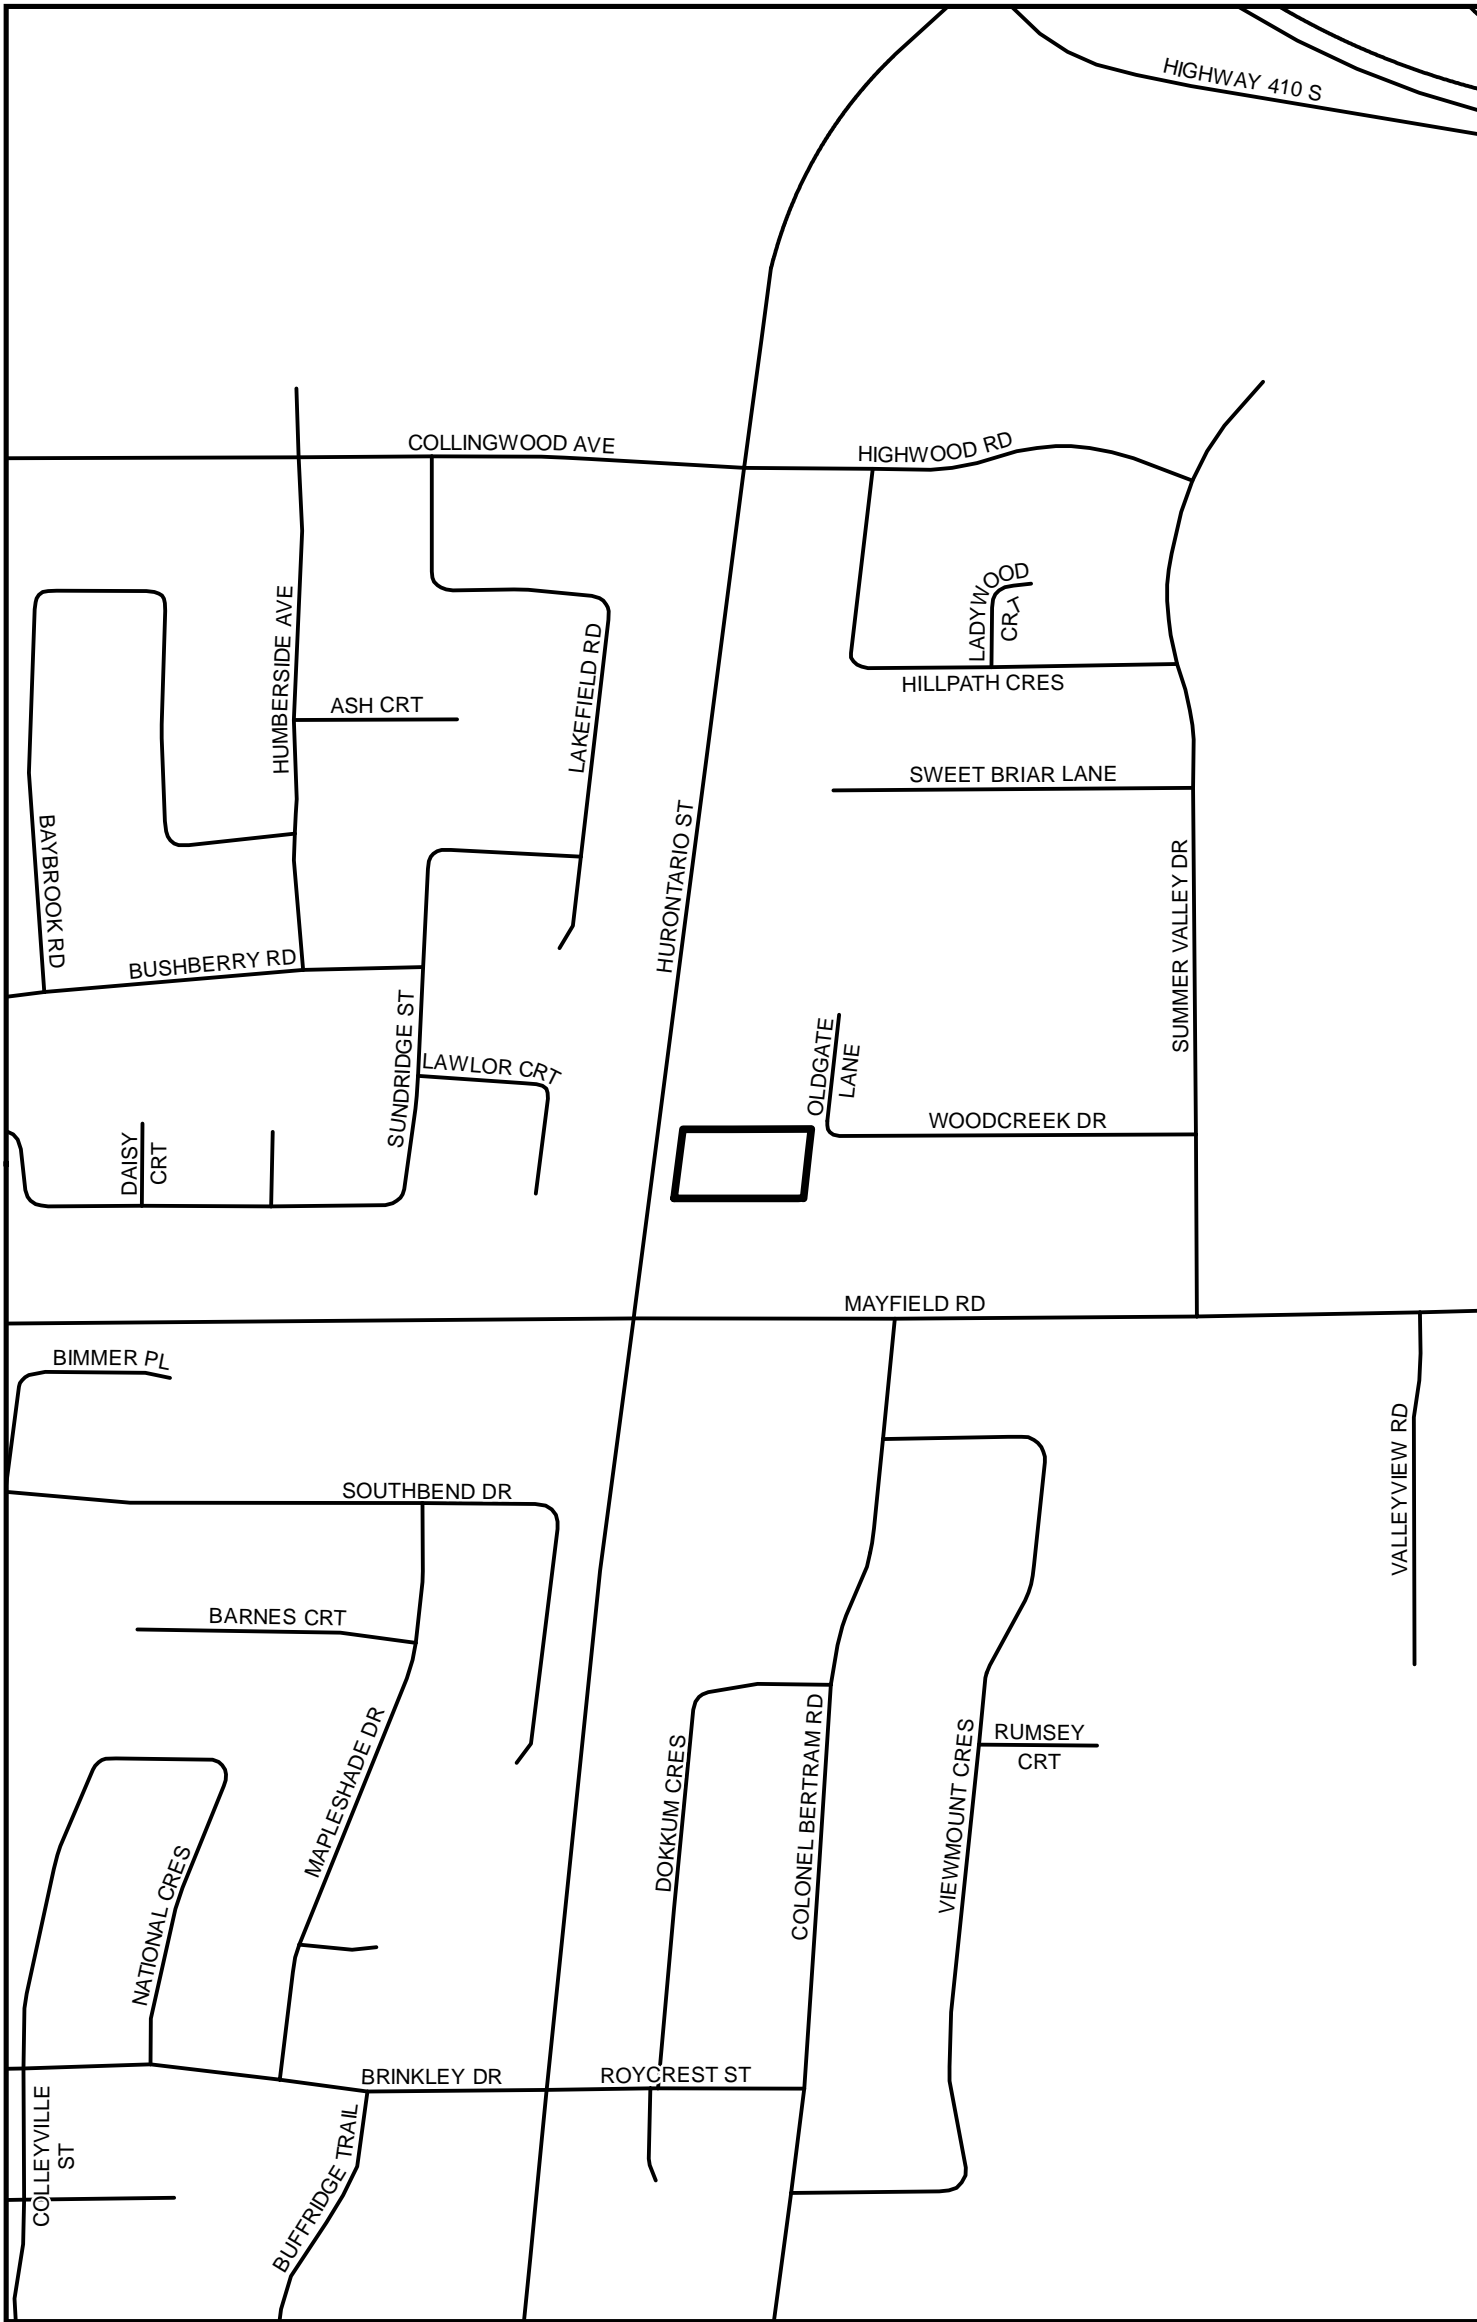 HIGHWAY 410 S
COLLINGWOOD AVE
HIGHWOOD RD
LADYWOOD
CRT
HUMBERSIDE AVE
LAKEFIELD RD
HILLPATH CRES
ASH CRT
SWEET BRIAR LANE
HURONTARIO ST
BAYBROOK RD
SUMMER VALLEY DR
BUSHBERRY RD
SUNDRIDGE ST
LAWLOR CRT
OLDGATE
LANE
WOODCREEK DR
DAISY
CRT
MAYFIELD RD
BIMMER PL
VALLEYVIEW RD
SOUTHBEND DR
BARNES CRT
MAPLESHADE DR
DOKKUM CRES
COLONEL BERTRAM RD
VIEWMOUNT CRES
RUMSEY
CRT
NATIONAL CRES
BRINKLEY DR
ROYCREST ST
COLLEYVILLE
ST
BUFFRIDGE TRAIL